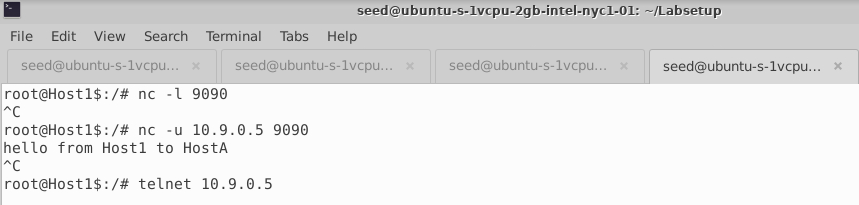 seed@ubuntu-s-1vcpu-2gb-intel-nyc1-01: ~/Labsetup
File Edit View Search Terminal Tabs Help
seed@ubuntu-s-1vcpu... × seed@ubuntu-s-1vcpu... × seed@ubuntu-s-1vcpu... × seed@ubuntu-s-1vcpu... ×
root@Host1$:/# nc -l 9090
^C
root@Host1$:/# nc -u 10.9.0.5 9090
hello from Host1 to HostA
^C
root@Host1$:/# telnet 10.9.0.5